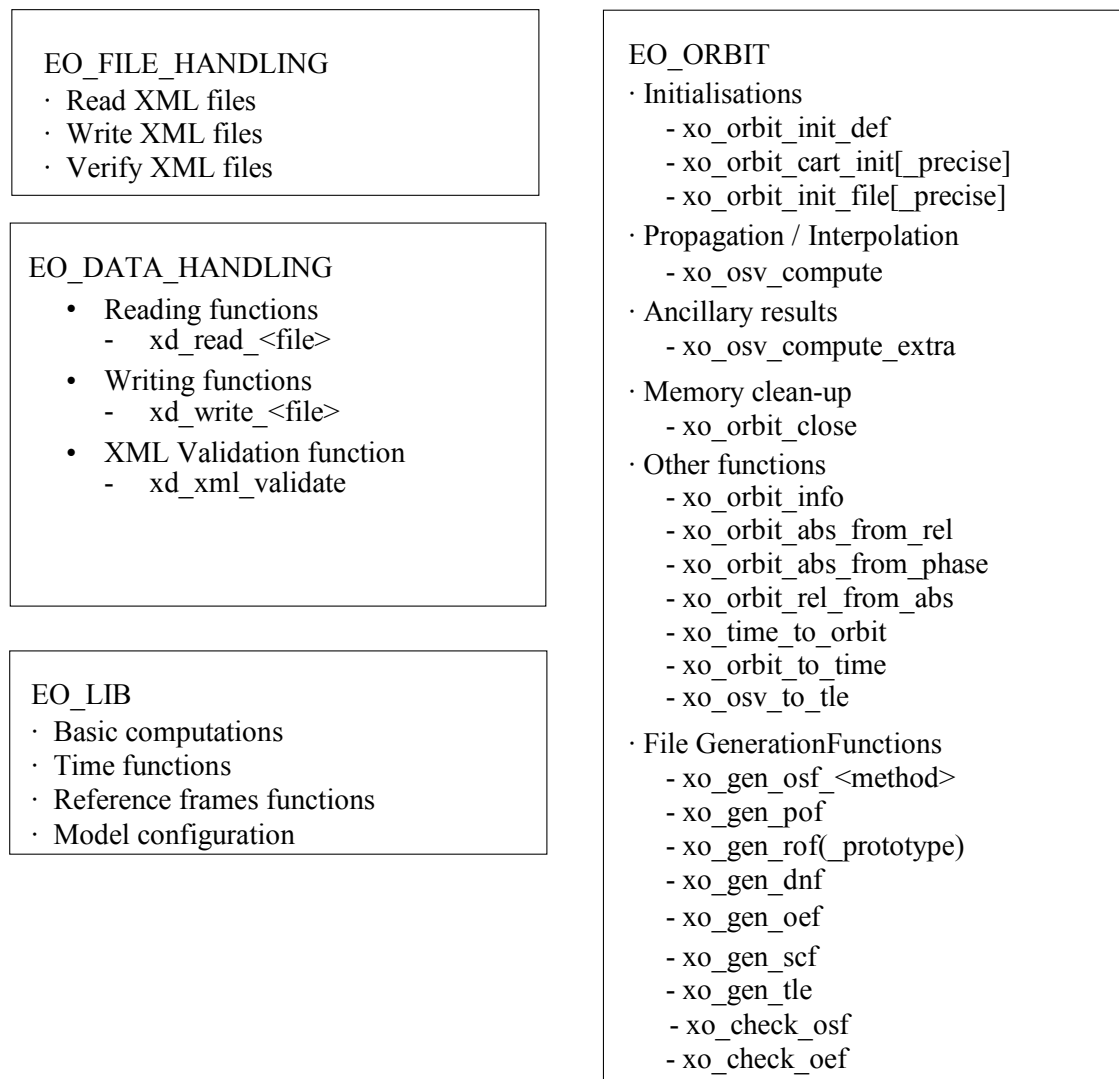 EO_FILE_HANDLING
· Read XML files
· Write XML files
· Verify XML files
EO_DATA_HANDLING
• Reading functions
- xd_read_<file>
• Writing functions
- xd_write_<file>
• XML Validation function
- xd_xml_validate
EO_LIB
· Basic computations
· Time functions
· Reference frames functions
· Model configuration
EO_ORBIT
· Initialisations
- xo_orbit_init_def
- xo_orbit_cart_init[_precise]
- xo_orbit_init_file[_precise]
· Propagation / Interpolation
- xo_osv_compute
· Ancillary results
- xo_osv_compute_extra
· Memory clean-up
- xo_orbit_close
· Other functions
- xo_orbit_info
- xo_orbit_abs_from_rel
- xo_orbit_abs_from_phase
- xo_orbit_rel_from_abs
- xo_time_to_orbit
- xo_orbit_to_time
- xo_osv_to_tle
· File GenerationFunctions
- xo_gen_osf_<method>
- xo_gen_pof
- xo_gen_rof(_prototype)
- xo_gen_dnf
- xo_gen_oef
- xo_gen_scf
- xo_gen_tle
- xo_check_osf
- xo_check_oef